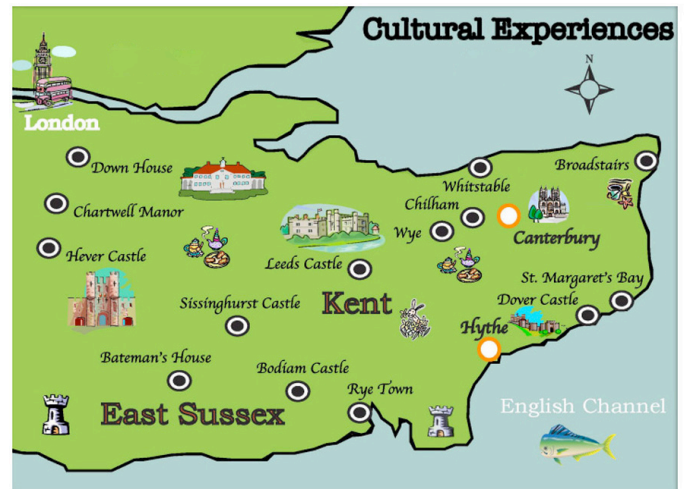 Cultural Experiences
N
London
Down House
Broadstairs
Whitstable
Chilham
Chartwell Manor
Wye
Canterbury
Hever Castle
Leeds Castle
St. Margaret's Bay
Sissinghurst Castle
Kent
Dover Castle
Hythe
Bateman's House
Bodiam Castle
Rye Town
East Sussex
English Channel